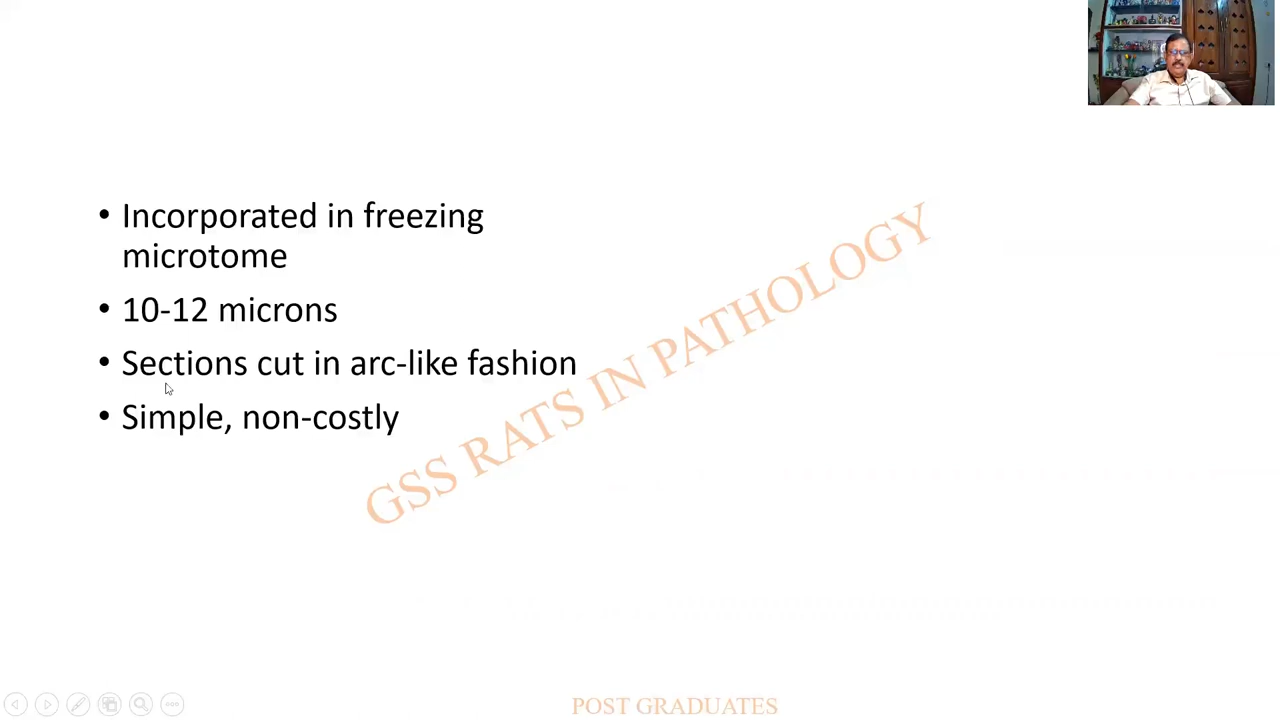 • Incorporated in freezing
microtome
• 10-12 microns
• Sections cut in arc-like fashion
• Simple, non-costly
GSS RATS IN PATHOLOGY
POST GRADUATES